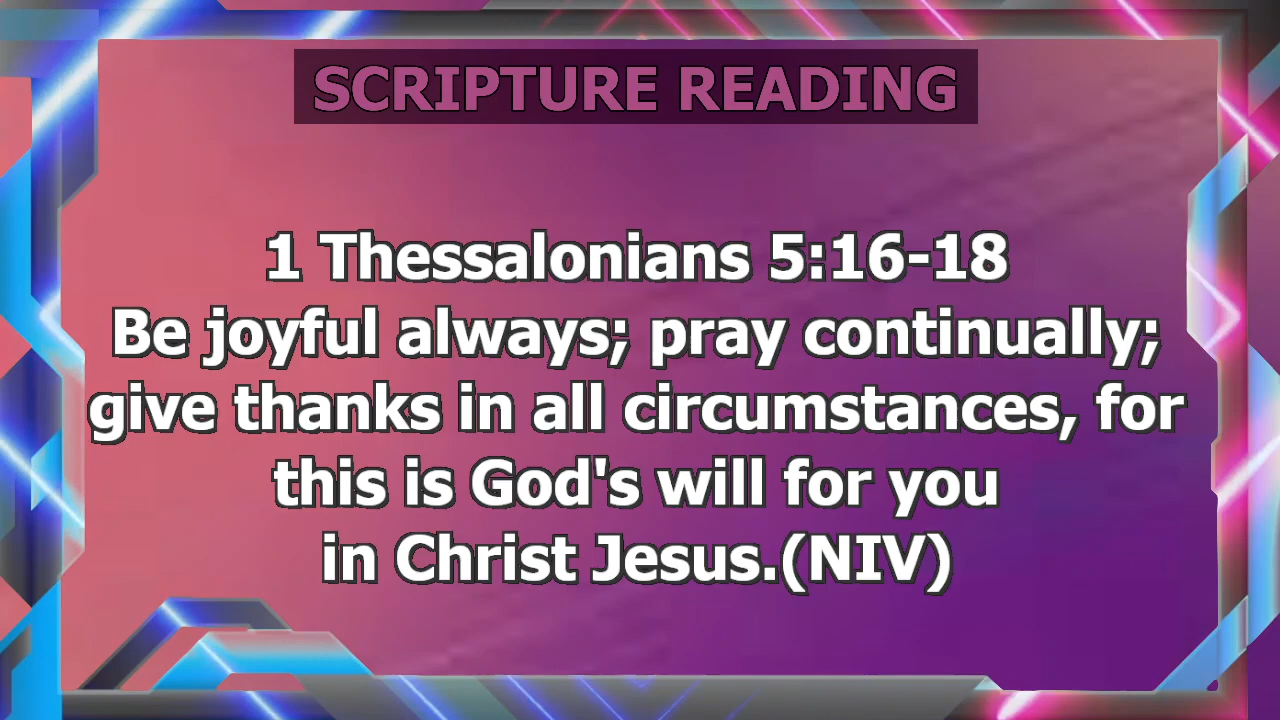 SCRIPTURE READING
1 Thessalonians 5:16-18
Be joyful always; pray continually;
give thanks in all circumstances, for
this is God's will for you
in Christ Jesus.(NIV)